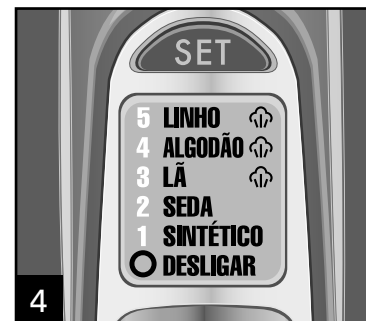 SET
5 LINHO
4 ALGODÃO
3 LÃ
2 SEDA
1 SINTÉTICO
DESLIGAR
4